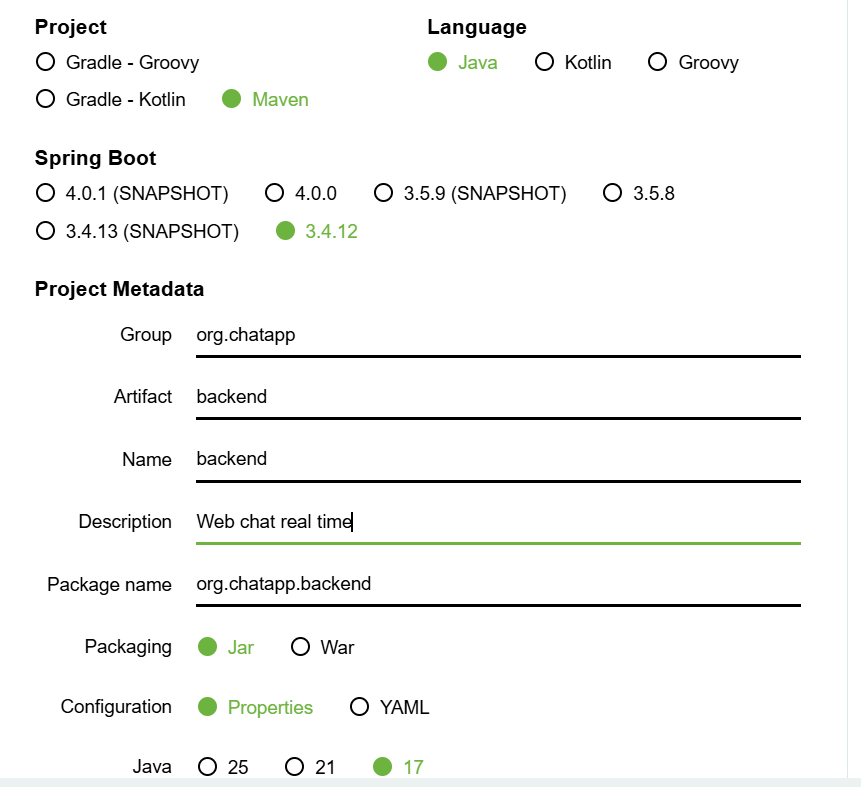 Project
Language
Gradle - Groovy
Java Kotlin Groovy
Gradle - Kotlin Maven
Spring Boot
4.0.1 (SNAPSHOT) 4.0.0 3.5.9 (SNAPSHOT) 3.5.8
3.4.13 (SNAPSHOT) 3.4.12
Project Metadata
Group org.chatapp
Artifact backend
Name backend
Description Web chat real time
Package name org.chatapp.backend
Packaging Jar War
Configuration Properties YAML
Java 25 21 17